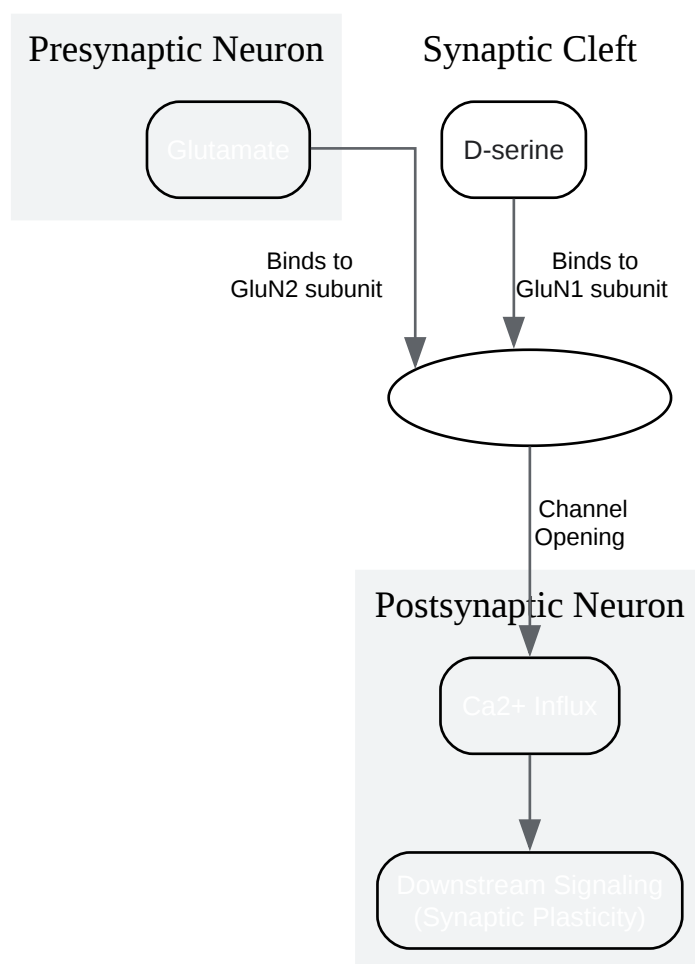 Presynaptic Neuron
Synaptic Cleft
Glutamate
D-serine
Binds to
GluN2 subunit
Binds to
GluN1 subunit
Channel
Opening
Postsynaptic Neuron
Ca2+ Influx
Downstream Signaling
(Synaptic Plasticity)